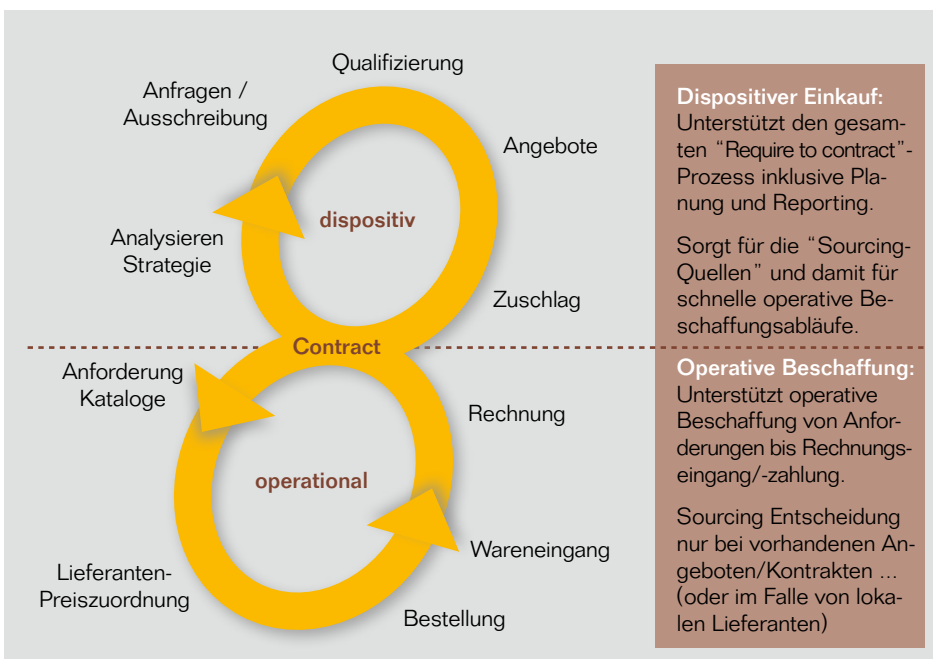 Qualifizierung
Anfragen /
Ausschreibung
Angebote
dispositiv
Analysieren
Strategie
Zuschlag
Contract
Anforderung
Kataloge
Rechnung
operational
Wareneingang
Lieferanten-
Preiszuordnung
Bestellung
Dispositiver Einkauf:
Unterstützt den gesam-
ten “Require to contract”-
Prozess inklusive Pla-
nung und Reporting.
Sorgt für die “Sourcing-
Quellen” und damit für
schnelle operative Be-
schaffungsabläufe.
Operative Beschaffung:
Unterstützt operative
Beschaffung von Anfor-
derungen bis Rechnungs-
eingang/-zahlung.
Sourcing Entscheidung
nur bei vorhandenen An-
geboten/Kontrakten ...
(oder im Falle von loka-
len Lieferanten)